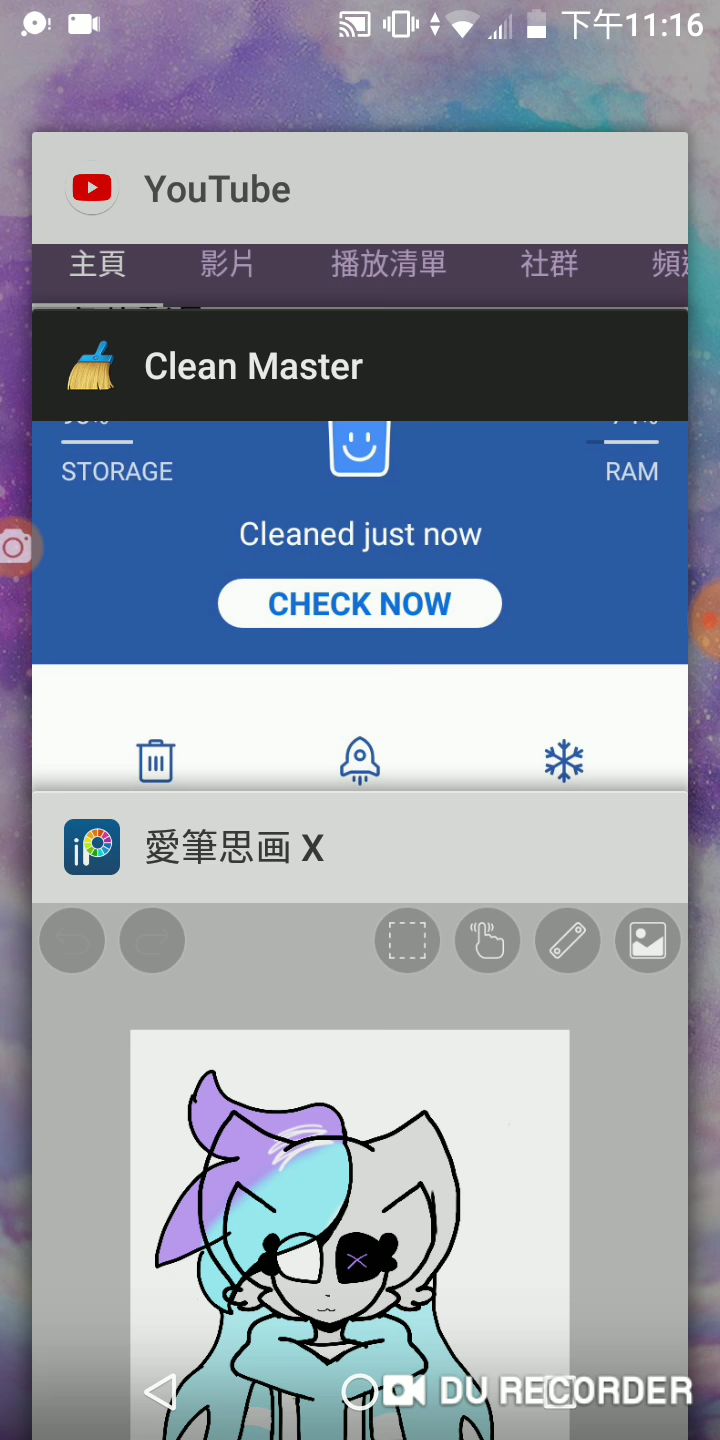 下午11:16
YouTube
主頁 影片 播放清單 社群
Clean Master
STORAGE RAM
Cleaned just now
CHECK NOW
iP
愛筆思画 X
DU RECORDER